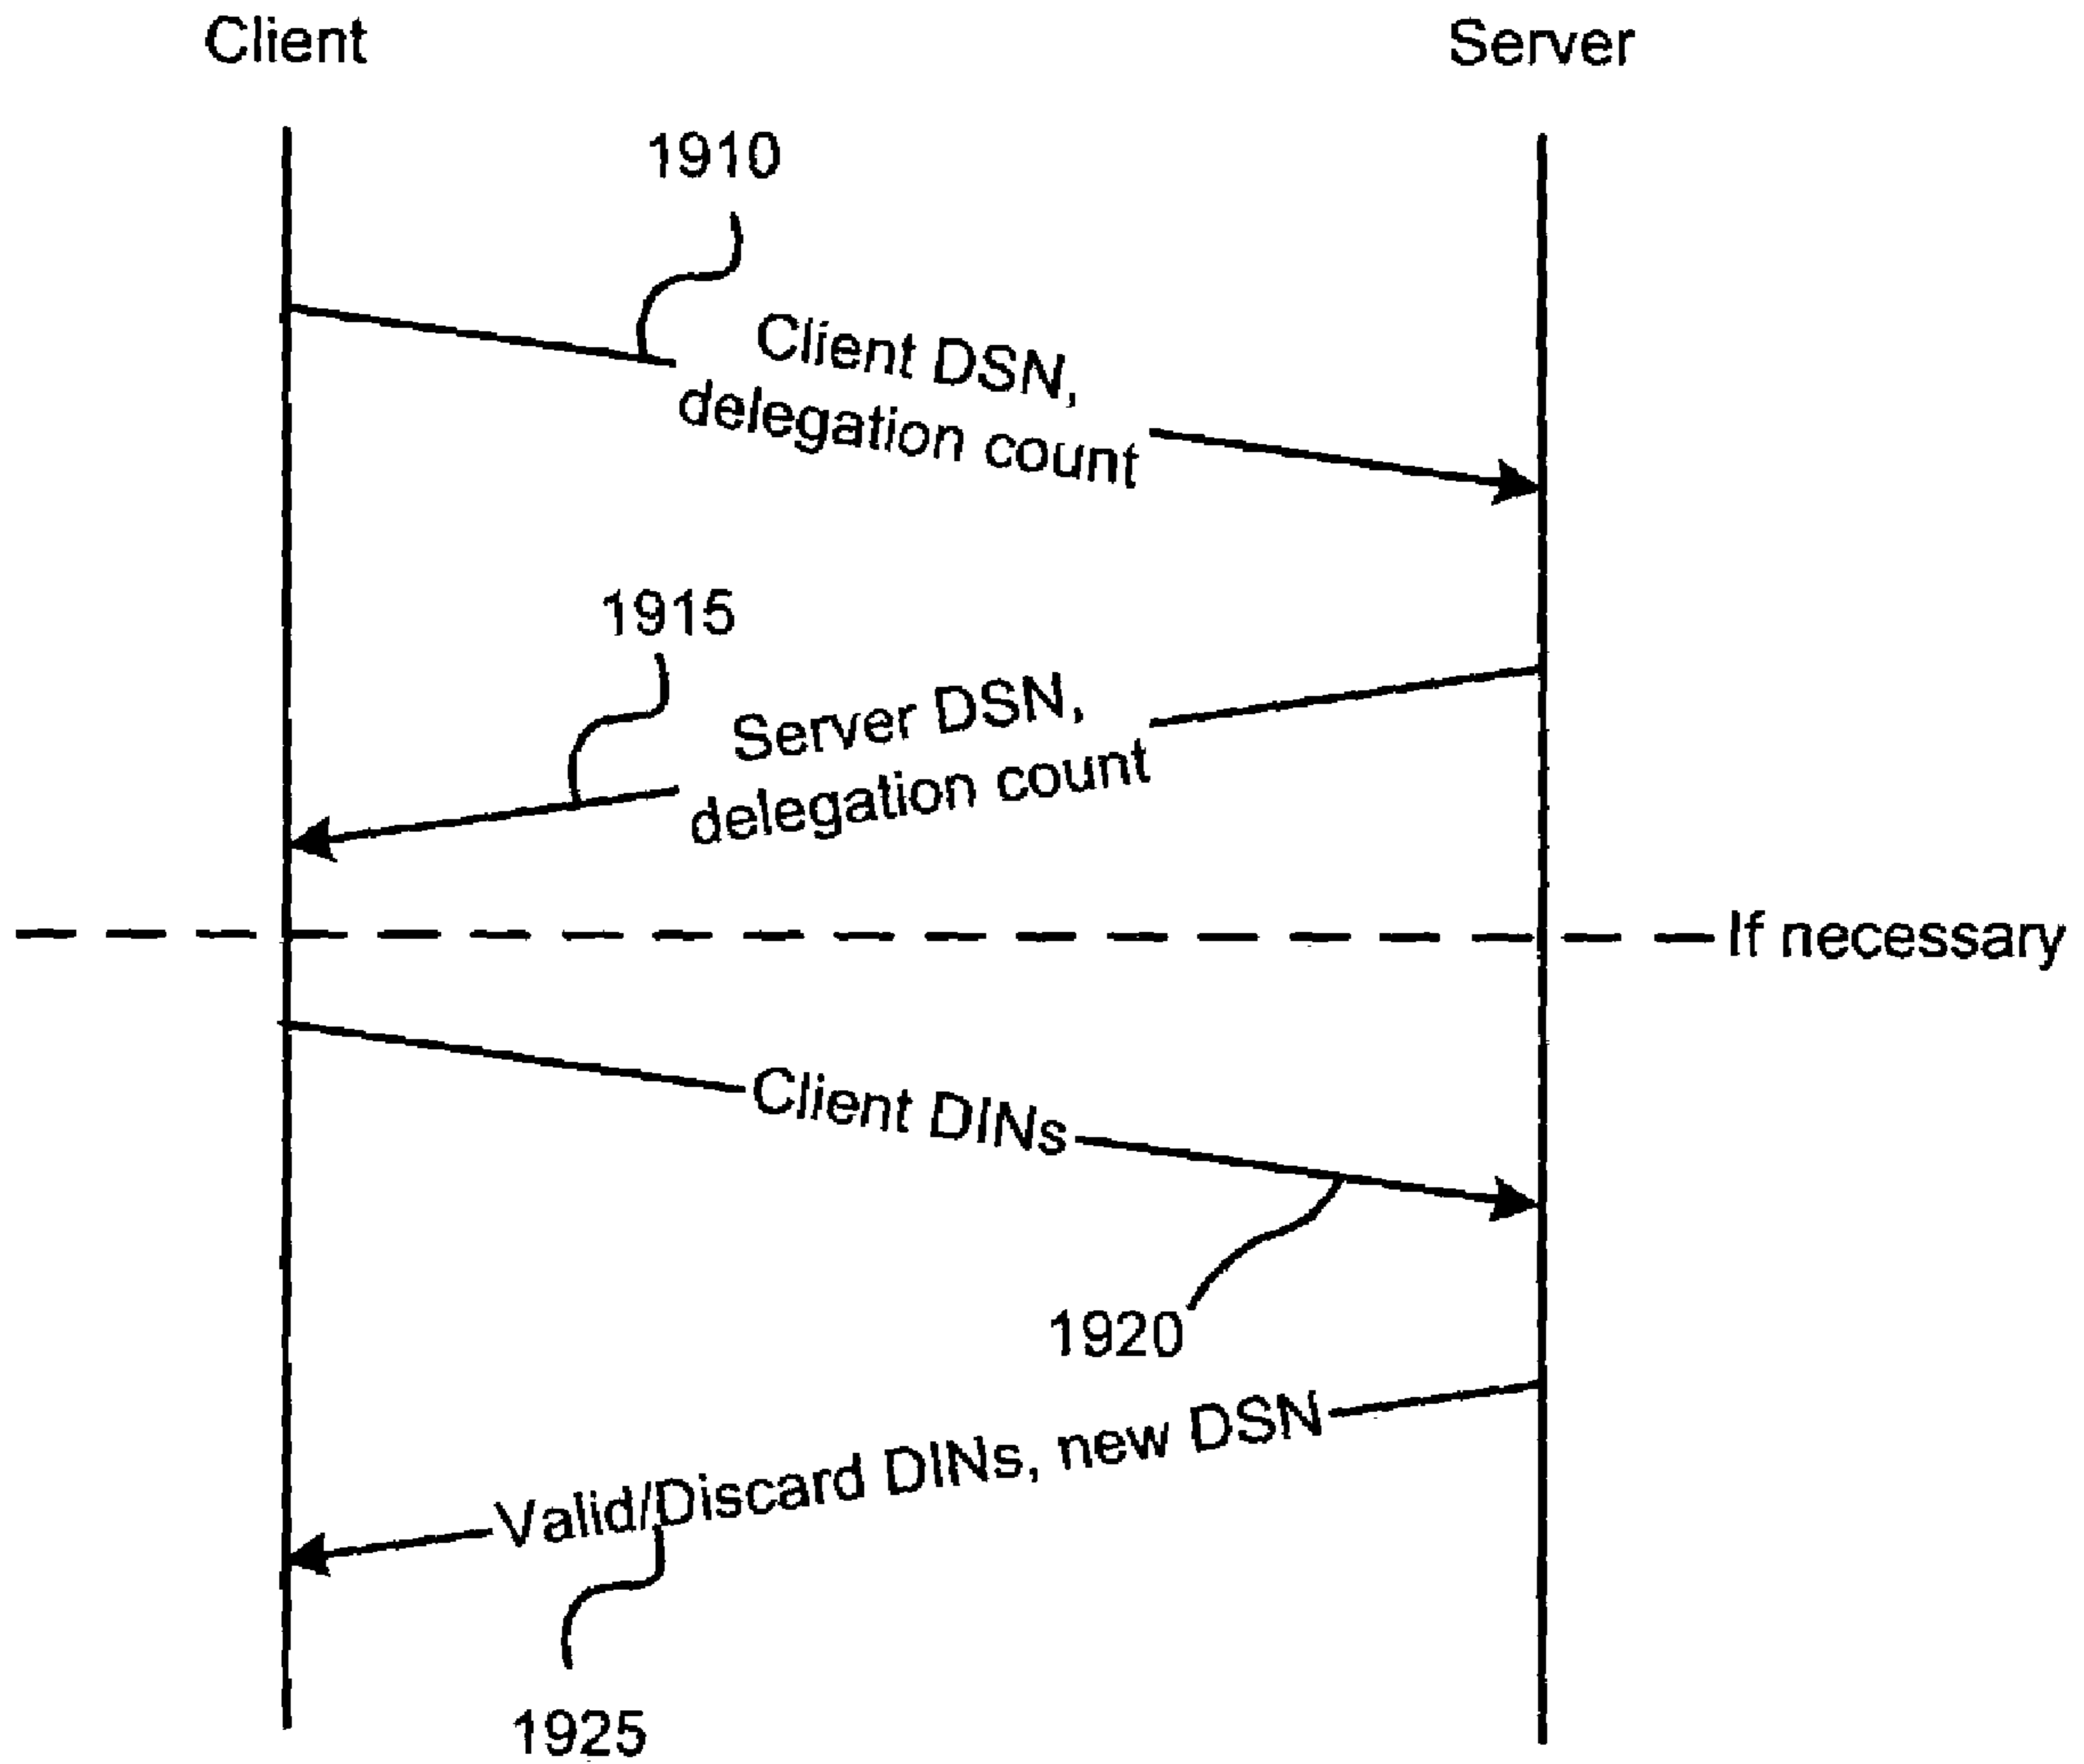 Client
Server
1910
Client DSN,
delegation count
1915
Server DSN,
delegation count
If necessary
Client DINs
1920
Valid/Discard DINs, new DSN
1925